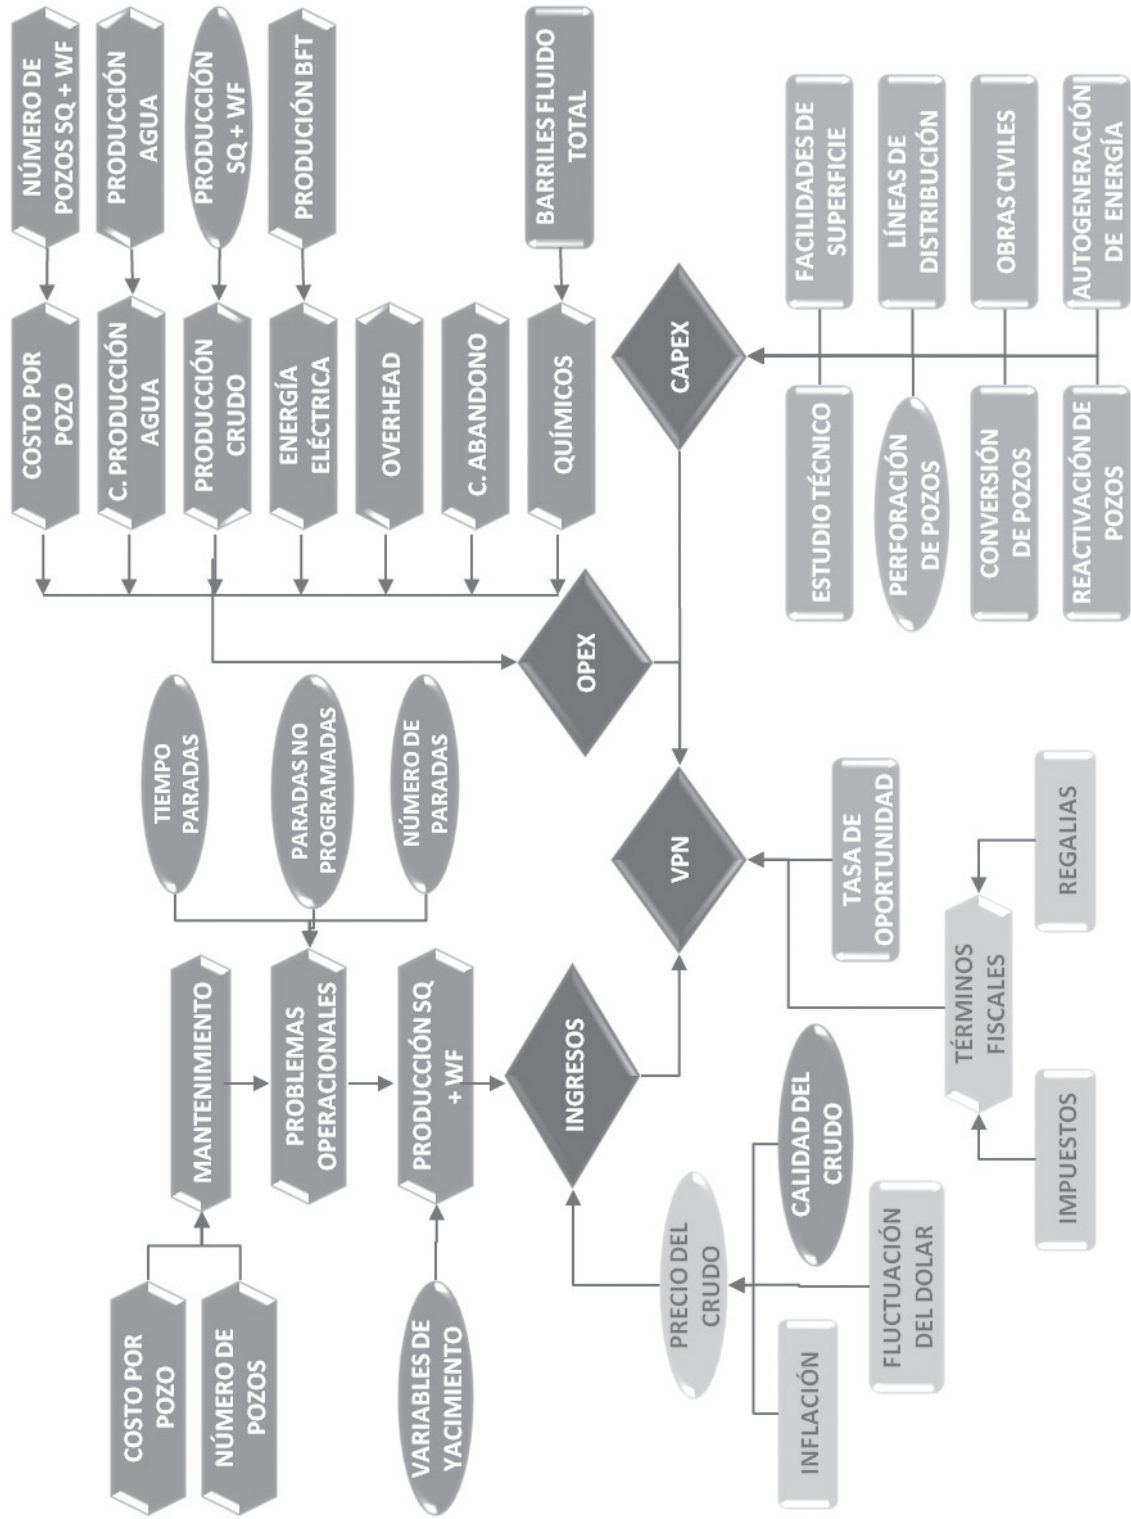 COSTO POR
POZO
NÚMERO DE
POZOS
MANTENIMIENTO
TIEMPO
PARADAS
COSTO POR
POZO
NÚMERO DE
POZOS SQ + WF
C. PRODUCCIÓN
AGUA
PRODUCCIÓN
AGUA
PROBLEMAS
OPERACIONALES
PARADAS NO
PROGRAMADAS
PRODUCCIÓN
CRUDO
PRODUCCIÓN
SQ + WF
ENERGÍA
ELÉCTRICA
PRODUCIÓN BFT
VARIABLES DE
YACIMIENTO
PRODUCCIÓN SQ
+ WF
NÚMERO DE
PARADAS
OVERHEAD
C. ABANDONO
QUÍMICOS
BARRILES FLUIDO
TOTAL
INGRESOS
OPEX
PRECIO DEL
CRUDO
VPN
CAPEX
INFLACIÓN
CALIDAD DEL
CRUDO
FLUCTUACIÓN
DEL DOLAR
TASA DE
OPORTUNIDAD
ESTUDIO TÉCNICO
FACILIDADES DE
SUPERFICIE
PERFORACIÓN
DE POZOS
LÍNEAS DE
DISTRIBUCIÓN
TÉRMINOS
FISCALES
CONVERSIÓN
DE POZOS
OBRAS CIVILES
IMPUESTOS
REGALIAS
REACTIVACIÓN DE
POZOS
AUTOGENERACIÓN
DE ENERGÍA